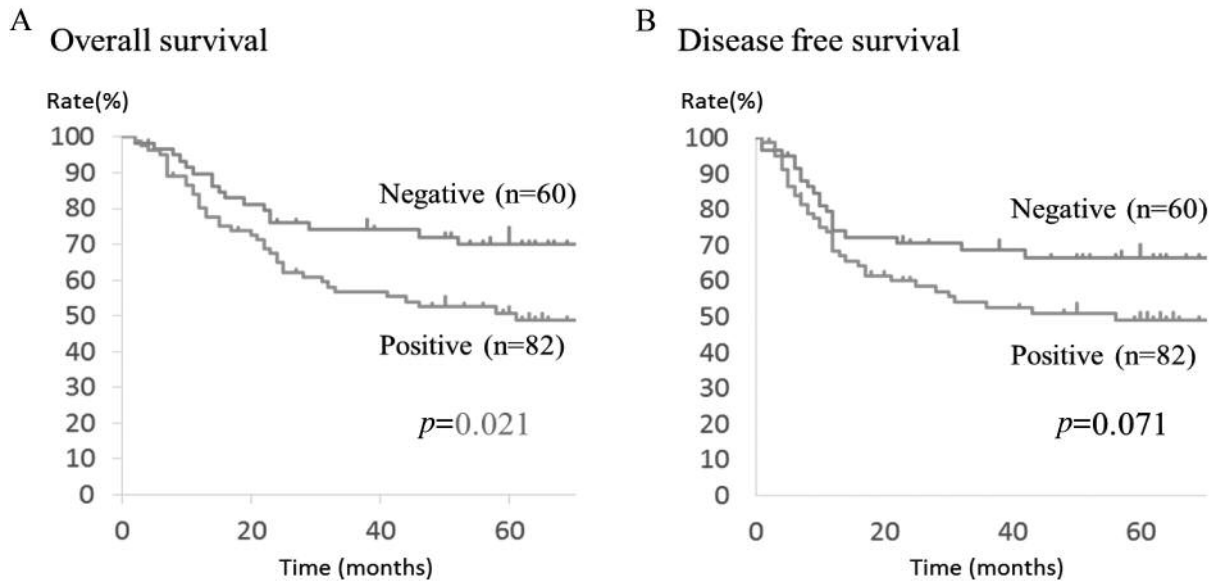 A Overall survival
Rate(%)
100
90
80
70
60
50
40
30
20
10
0
Negative (n=60)
Positive (n=82)
p=0.021
0 20 40 60
Time (months)
B Disease free survival
Rate(%)
100
90
80
70
60
50
40
30
20
10
0
Negative (n=60)
Positive (n=82)
p=0.071
0 20 40 60
Time (months)